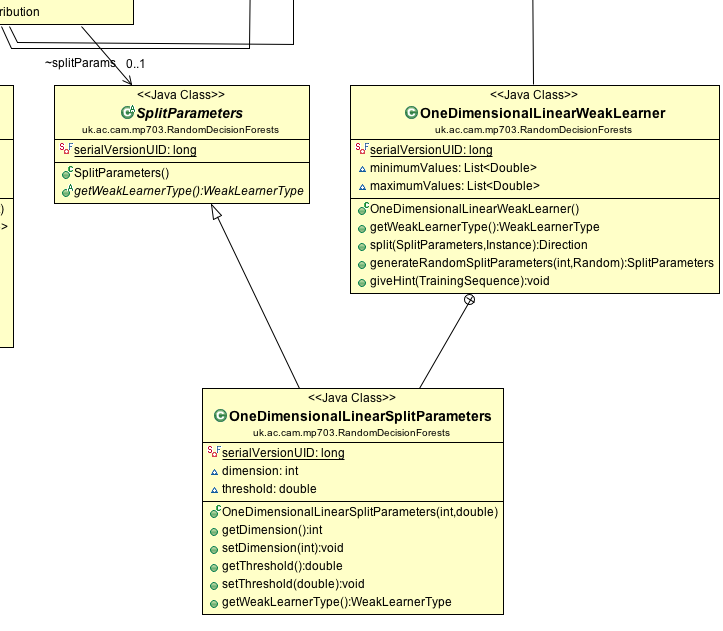 ribution
~splitParams 0..1
<<Java Class>>
SplitParameters
uk.ac.cam.mp703.RandomDecisionForests
serialVersionUID: long
SplitParameters()
getWeakLearnerType():WeakLearnerType
<<Java Class>>
OneDimensionalLinearWeakLearner
uk.ac.cam.mp703.RandomDecisionForests
serialVersionUID: long
minimumValues: List<Double>
maximumValues: List<Double>
OneDimensionalLinearWeakLearner()
getWeakLearnerType():WeakLearnerType
split(SplitParameters,Instance):Direction
generateRandomSplitParameters(int,Random):SplitParameters
giveHint(TrainingSequence):void
)
>
<<Java Class>>
OneDimensionalLinearSplitParameters
uk.ac.cam.mp703.RandomDecisionForests
serialVersionUID: long
dimension: int
threshold: double
OneDimensionalLinearSplitParameters(int,double)
getDimension():int
setDimension(int):void
getThreshold():double
setThreshold(double):void
getWeakLearnerType():WeakLearnerType